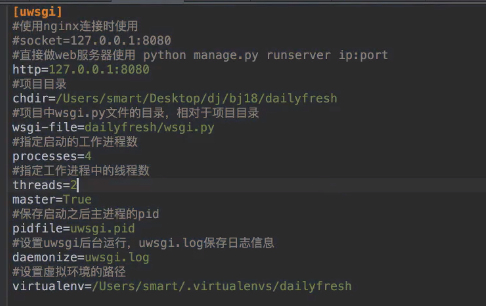 [uwsgi]
#使用nginx连接时使用
#socket=127.0.0.1:8080
#直接做web服务器使用 python manage.py runserver ip:port
http=127.0.0.1:8080
#项目目录
chdir=/Users/smart/Desktop/dj/bj18/dailyfresh
#项目中wsgi.py文件的目录，相对于项目目录
wsgi-file=dailyfresh/wsgi.py
#指定启动的工作进程数
processes=4
#指定工作进程中的线程数
threads=2
master=True
#保存启动之后主进程的pid
pidfile=uwsgi.pid
#设置uwsgi后台运行，uwsgi.log保存日志信息
daemonize=uwsgi.log
#设置虚拟环境的路径
virtualenv=/Users/smart/.virtualenvs/dailyfresh